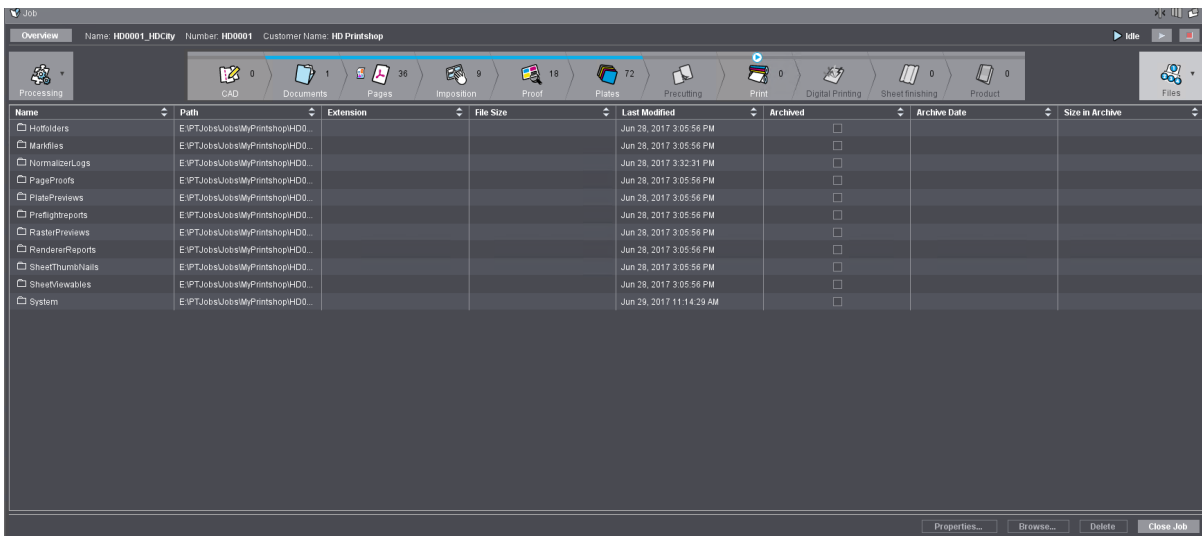 Job
Overview Name: HD0001_HDCity Number: HD0001 Customer Name: HD Printshop Idle
Processing 0 CAD 1 Documents 36 Pages 9 Imposition 18 Proof 72 Plates Precutting 0 Print Digital Printing 0 Sheet finishing 0 Product Files
Name Path Extension File Size Last Modified Archived Archive Date Size in Archive
Hotfolders E:\PTJobs\Jobs\MyPrintshop\HD0... Jun 28, 2017 3:05:56 PM
Markfiles E:\PTJobs\Jobs\MyPrintshop\HD0... Jun 28, 2017 3:05:56 PM
NormalizerLogs E:\PTJobs\Jobs\MyPrintshop\HD0... Jun 28, 2017 3:32:31 PM
PageProofs E:\PTJobs\Jobs\MyPrintshop\HD0... Jun 28, 2017 3:05:56 PM
PlatePreviews E:\PTJobs\Jobs\MyPrintshop\HD0... Jun 28, 2017 3:05:56 PM
Preflightreports E:\PTJobs\Jobs\MyPrintshop\HD0... Jun 28, 2017 3:05:56 PM
RasterPreviews E:\PTJobs\Jobs\MyPrintshop\HD0... Jun 28, 2017 3:05:56 PM
RendererReports E:\PTJobs\Jobs\MyPrintshop\HD0... Jun 28, 2017 3:05:56 PM
SheetThumbNails E:\PTJobs\Jobs\MyPrintshop\HD0... Jun 28, 2017 3:05:56 PM
SheetViewables E:\PTJobs\Jobs\MyPrintshop\HD0... Jun 28, 2017 3:05:56 PM
System E:\PTJobs\Jobs\MyPrintshop\HD0... Jun 29, 2017 11:14:29 AM
Properties... Browse... Delete Close Job